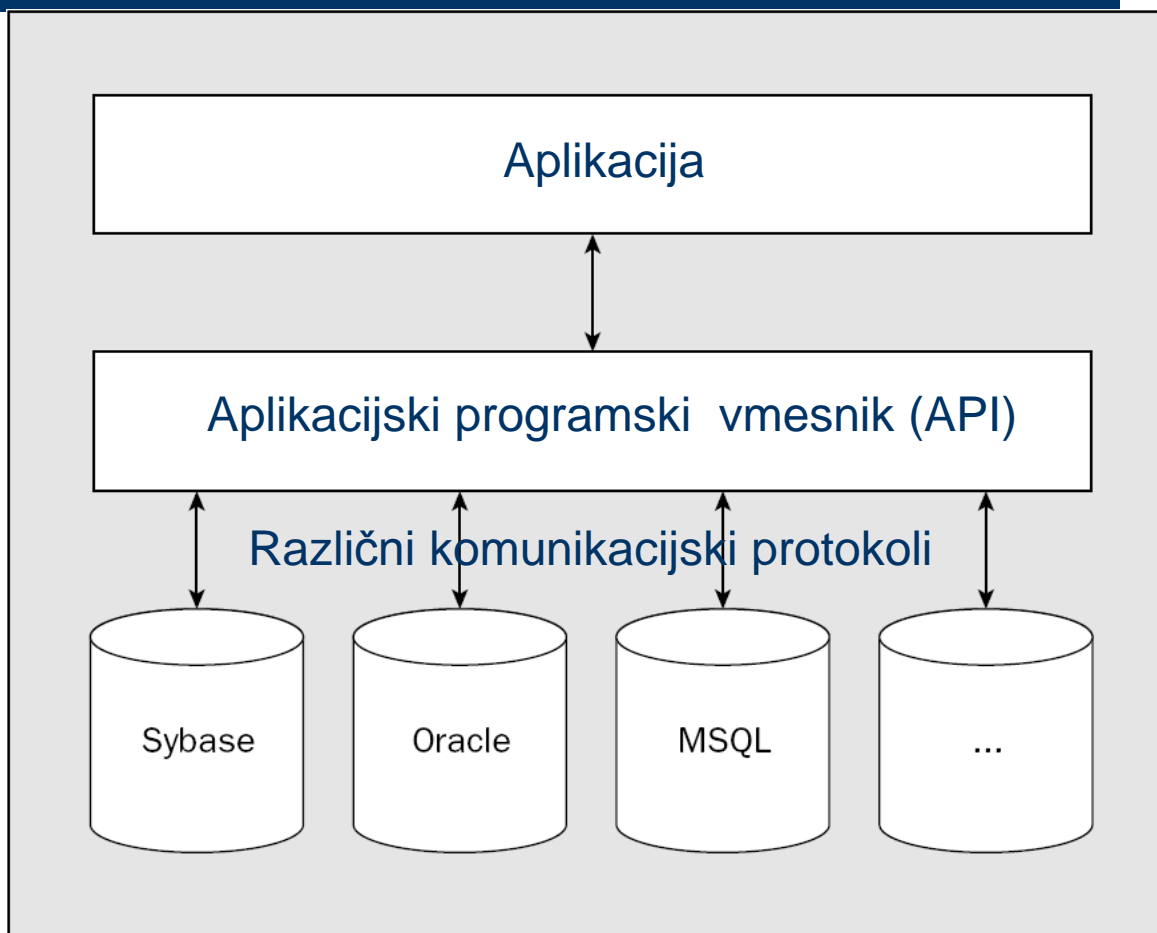 Aplikacija
Aplikacijski programski  vmesnik (API)
Različni komunikacijski protokoli
Sybase
Oracle
MSQL
...